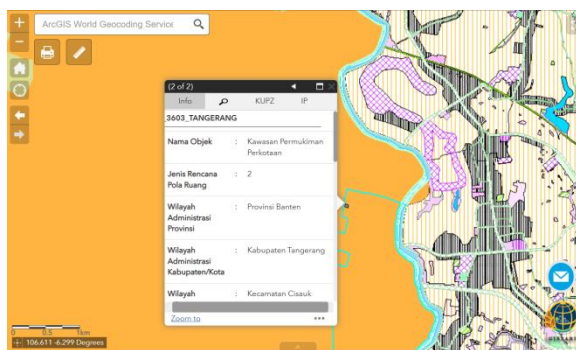 ArcGIS World Geocoding Service
(2 of 2)
Info KUPZ IP
3603_TANGERANG
Nama Objek : Kawasan Permukiman
Perkotaan
Jenis Rencana : 2
Pola Ruang
Wilayah : Provinsi Banten
Administrasi
Provinsi
Wilayah : Kabupaten Tangerang
Administrasi
Kabupaten/Kota
Wilayah : Kecamatan Cisauk
Zoom to
0 0.5 1km
106.611 -6.299 Degrees